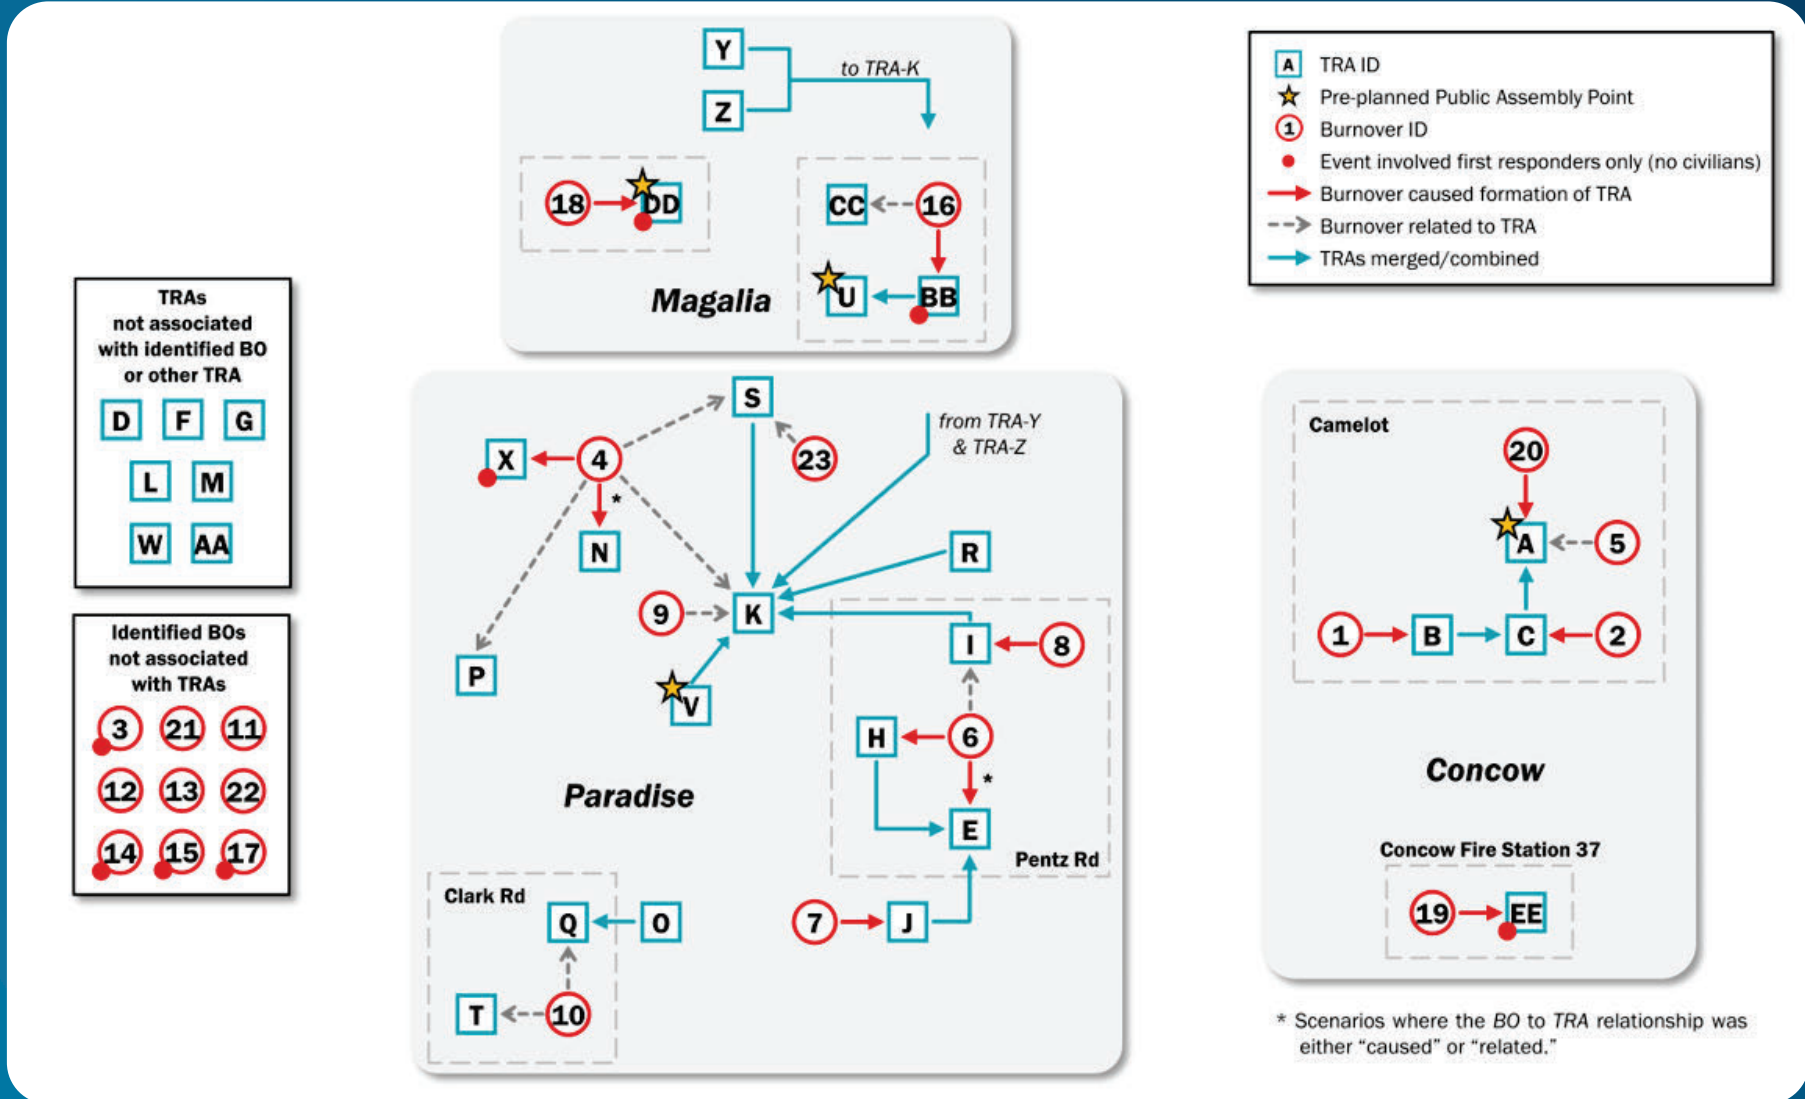 Y
to TRA-K
Z
18
DD
CC
16
U
BB
Magalia
A TRA ID
Pre-planned Public Assembly Point
1 Burnover ID
Event involved first responders only (no civilians)
Burnover caused formation of TRA
Burnover related to TRA
TRAs merged/combined
TRAs
not associated
with identified BO
or other TRA
D F G
L M
W AA
Identified BOs
not associated
with TRAs
3 21 11
12 13 22
14 15 17
S
from TRA-Y
& TRA-Z
X
4
23
*
N
R
9
K
I
8
P
V
H
6
*
E
Paradise
Pentz Rd
Clark Rd
Q
O
7
J
T
10
Camelot
20
A
5
1
B
C
2
Concow
Concow Fire Station 37
19
EE
* Scenarios where the BO to TRA relationship was
either “caused” or “related.”